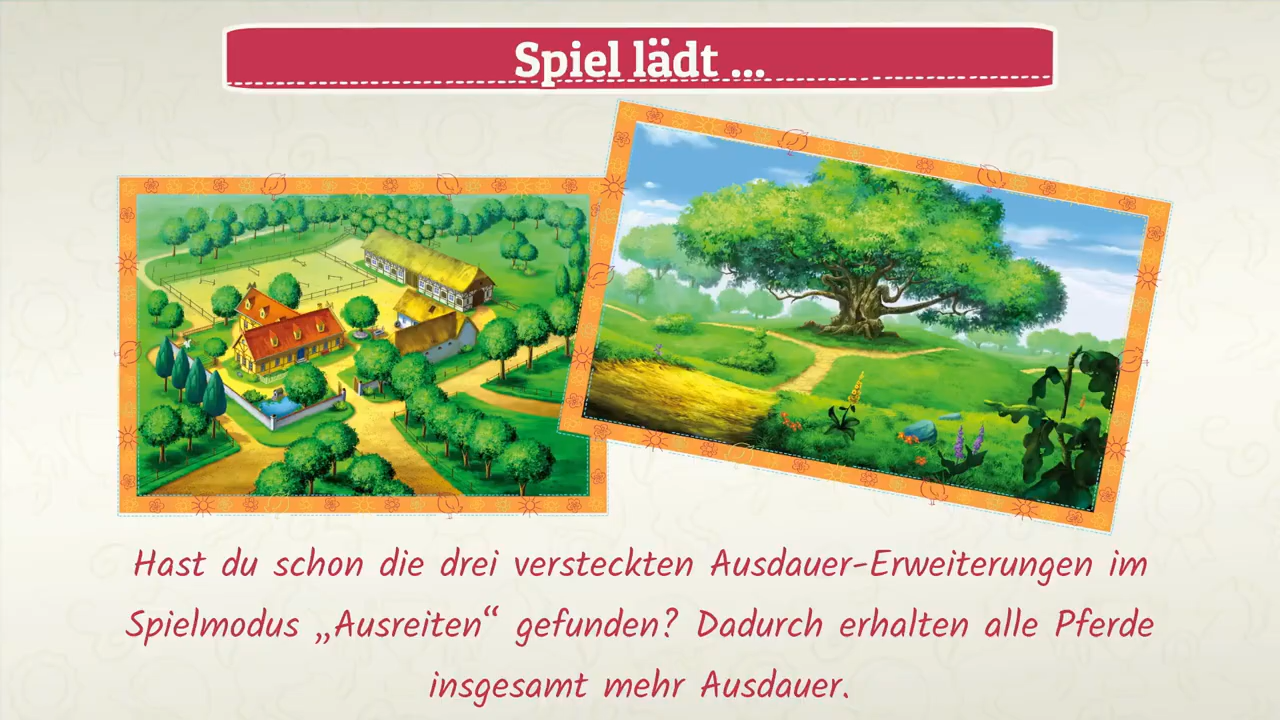 Spiel lädt ...
Hast du schon die drei versteckten Ausdauer-Erweiterungen im
Spielmodus „Ausreiten“ gefunden? Dadurch erhalten alle Pferde
insgesamt mehr Ausdauer.